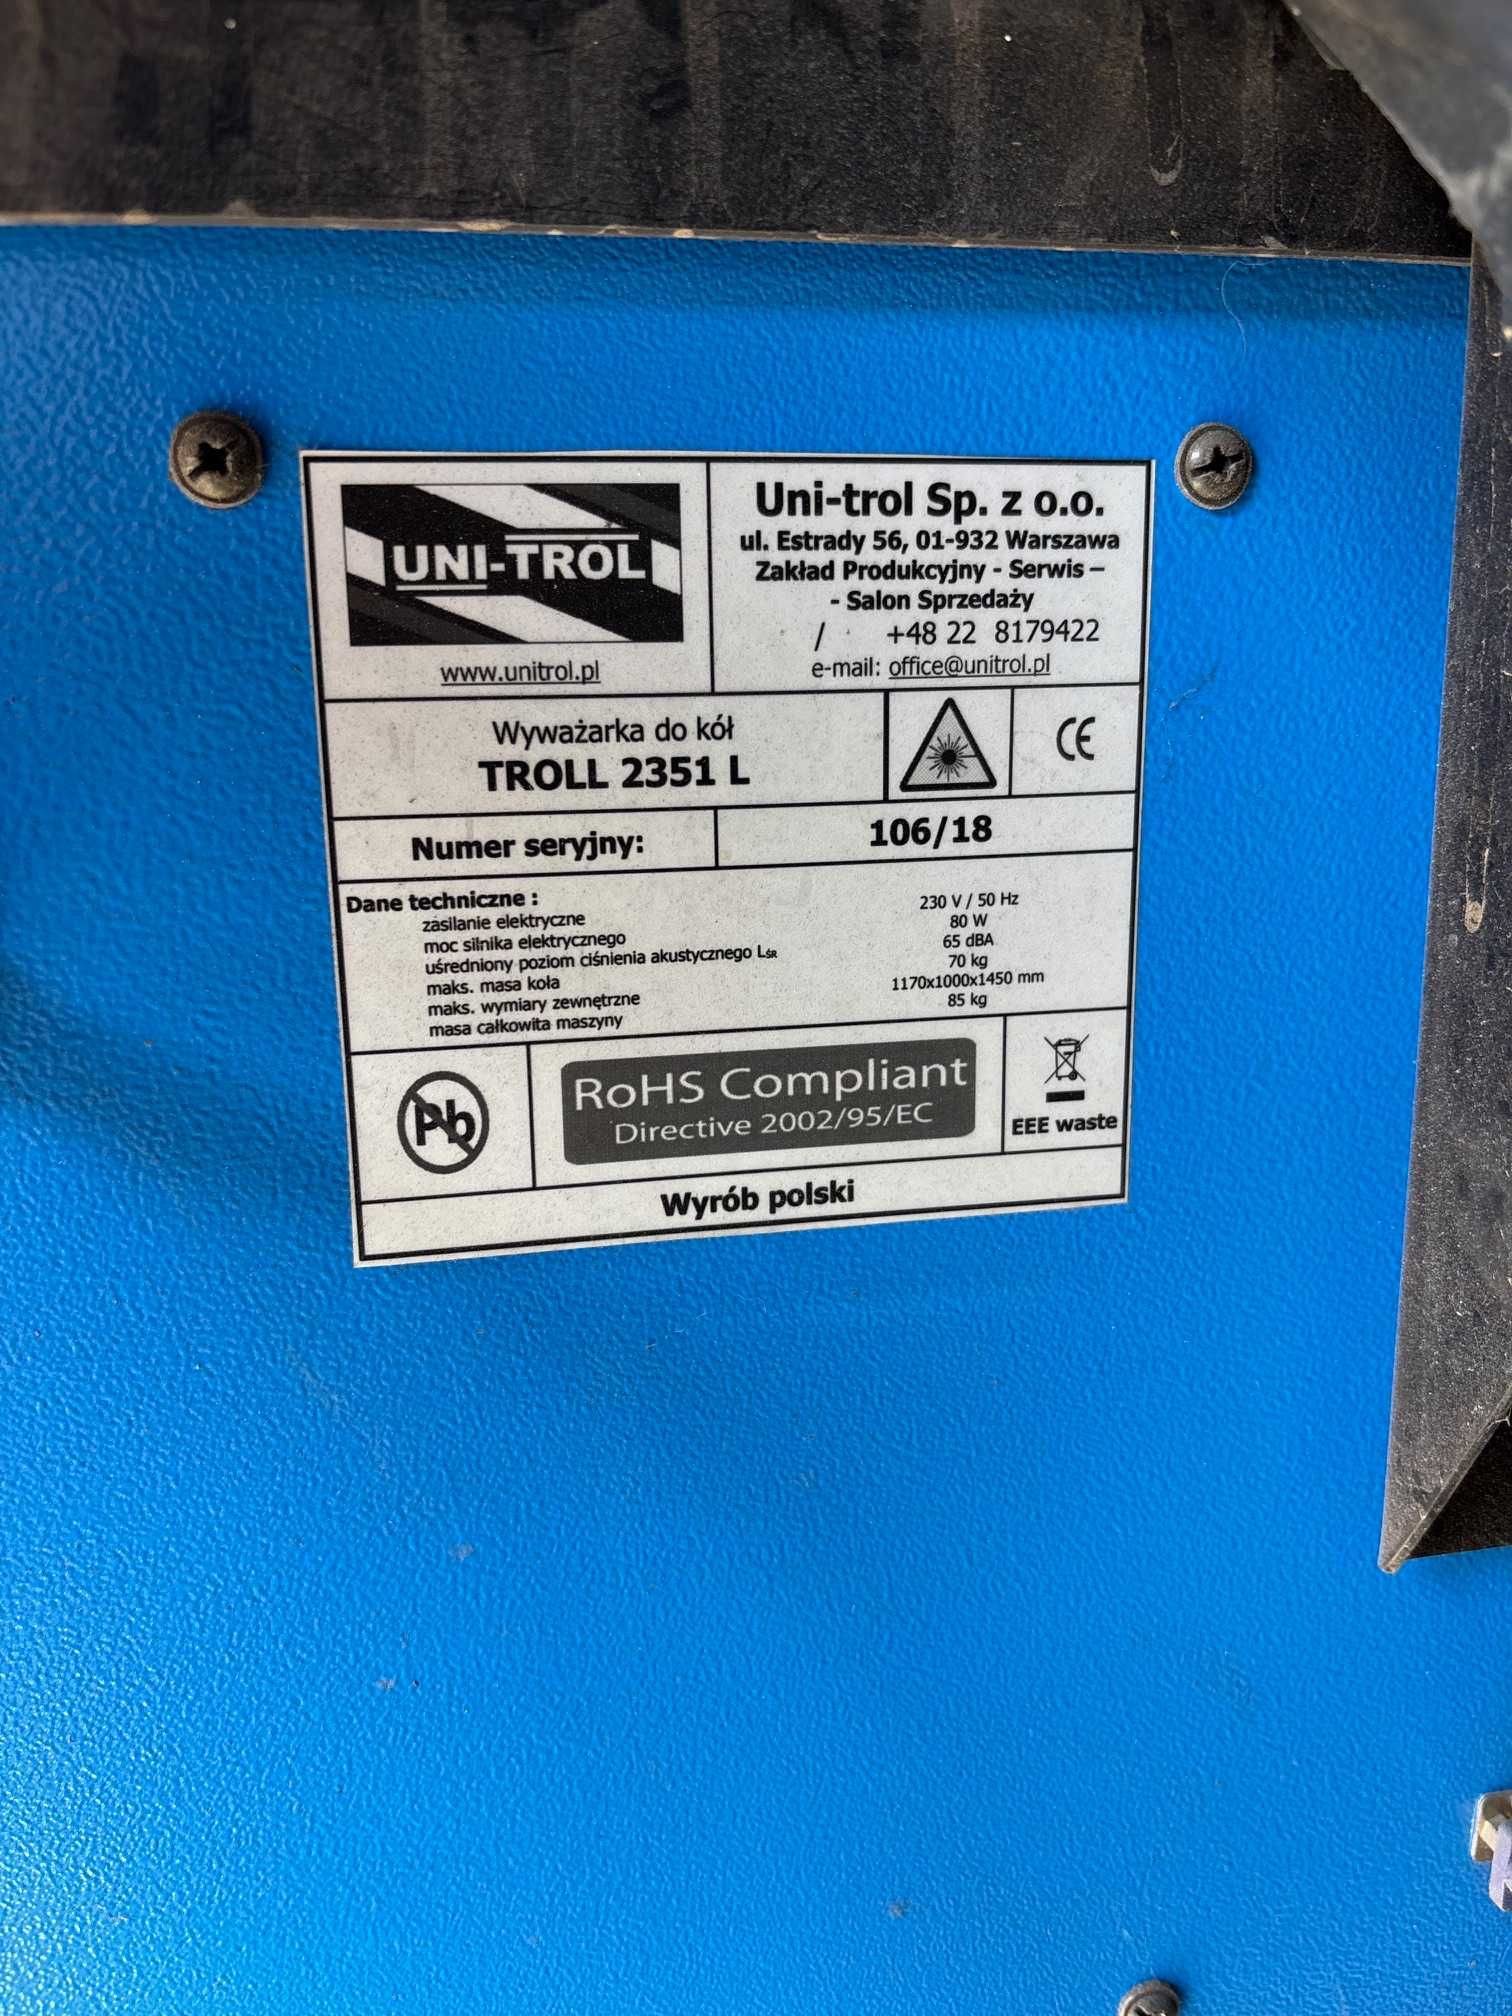 UNI-TROL
www.unitrol.pl
Uni-trol Sp. z o.o.
ul. Estrady 56, 01-932 Warszawa
Zakład Produkcyjny - Serwis –
- Salon Sprzedaży
/ +48 22 8179422
e-mail: office@unitrol.pl
Wyważarka do kół
TROLL 2351 L
CE
Numer seryjny: 106/18
Dane techniczne :
zasilanie elektryczne 230 V / 50 Hz
moc silnika elektrycznego 80 W
uśredniony poziom ciśnienia akustycznego LŚR 65 dBA
maks. masa koła 70 kg
maks. wymiary zewnętrzne 1170x1000x1450 mm
masa całkowita maszyny 85 kg
Pb
RoHS Compliant
Directive 2002/95/EC
EEE waste
Wyrób polski